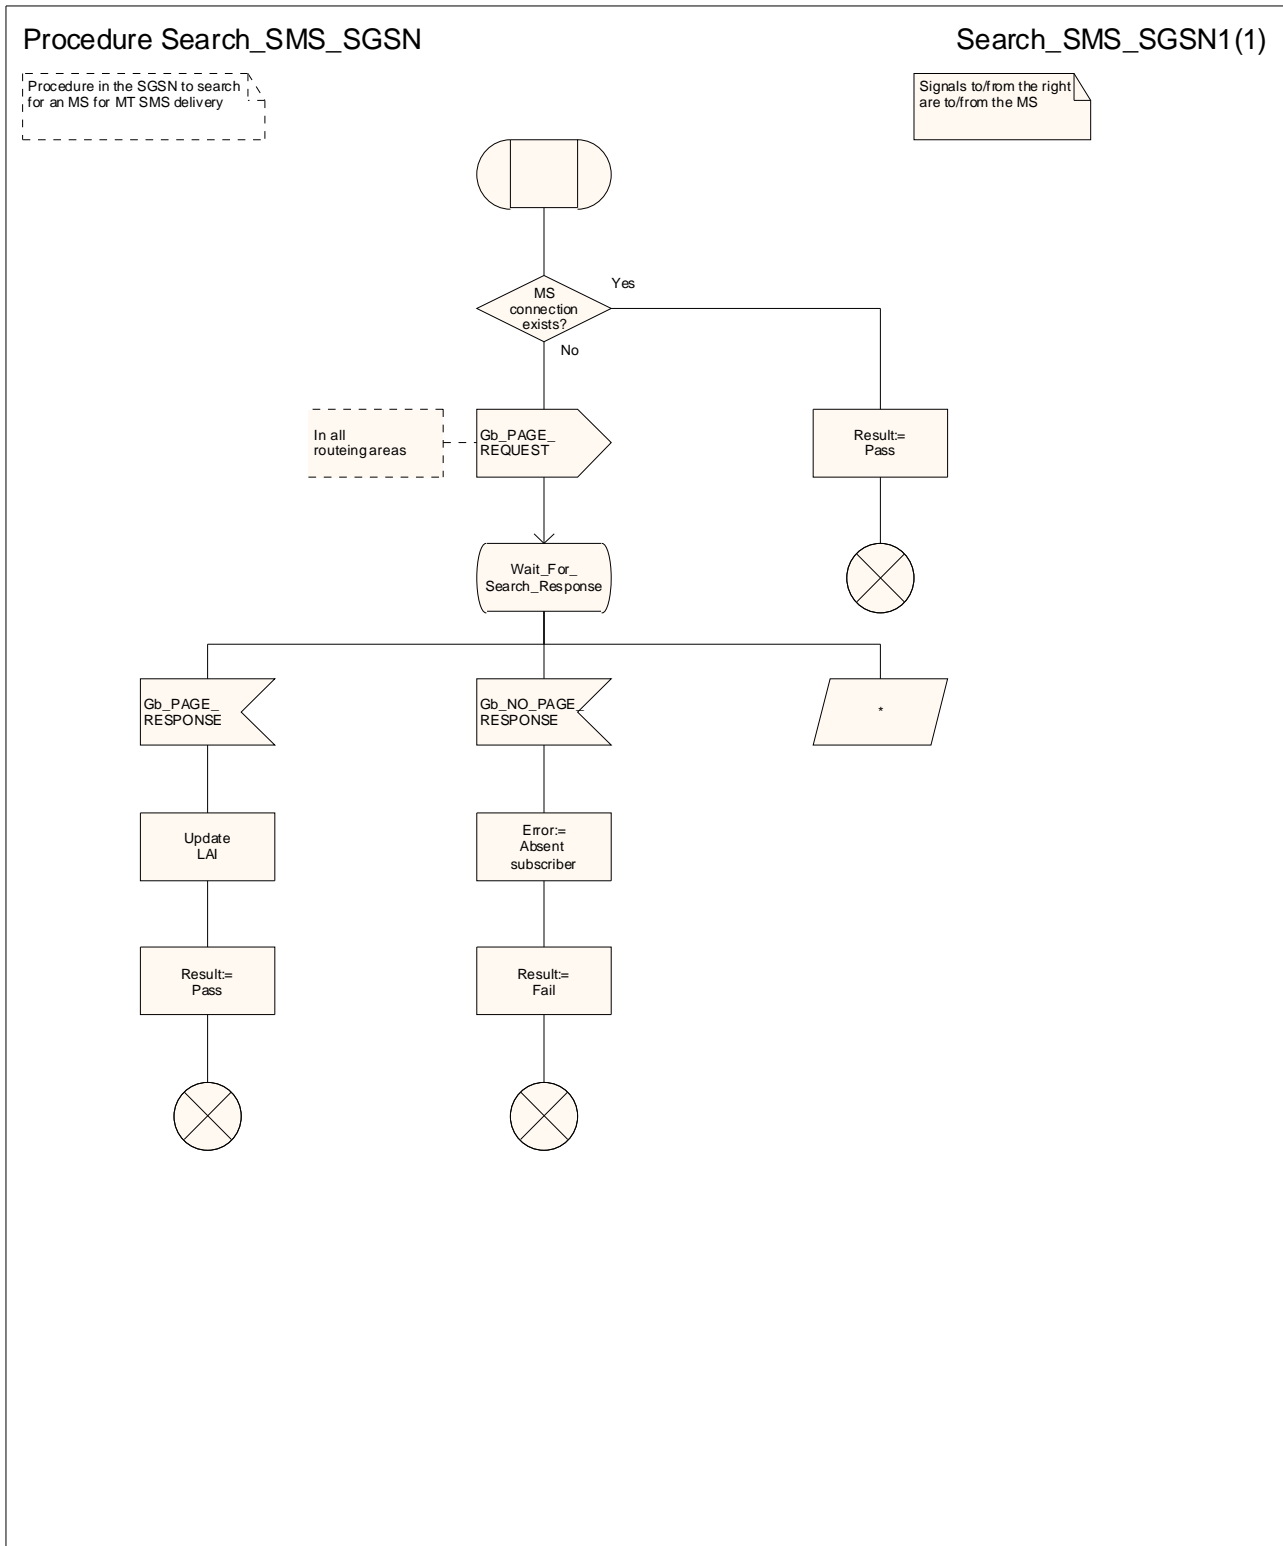 Procedure Search_SMS_SGSN
Search_SMS_SGSN1(1)
Procedure in the SGSN to search
for an MS for MT SMS delivery
Signals to/from the right
are to/from the MS
MS
connection
exists?
Yes
No
In all
routeing areas
Gb_PAGE_
REQUEST
Result:=
Pass
Wait_For_
Search_Response
Gb_PAGE_
RESPONSE
Gb_NO_PAGE_
RESPONSE
*
Update
LAI
Error:=
Absent
subscriber
Result:=
Pass
Result:=
Fail